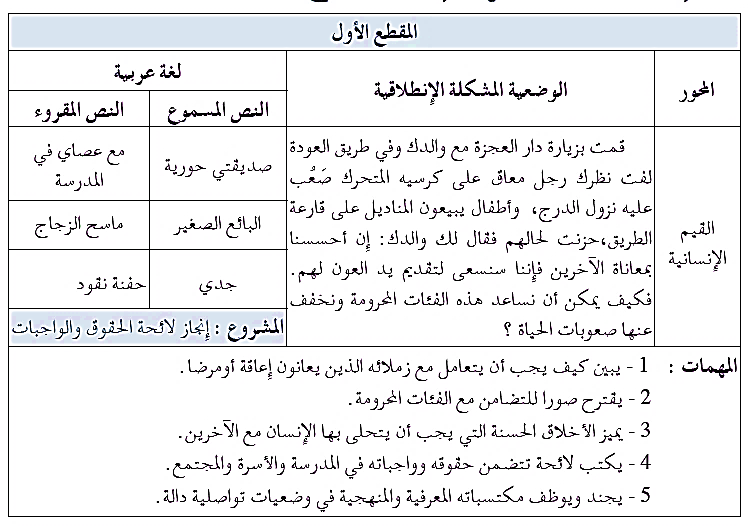 المقطع الأول
المحور
الوضعية المشكلة الإنطلاقية
لغة عربية
النص المسموع
النص المقروء
القيم
الإنسانية
قمت بزيارة دار العجزة مع والدك وفي طريق العودة
لفت نظرك رجل معاق على كرسيه المتحرك صَعُب
عليه نزول الدرج، وأطفال يبيعون المناديل على قارعة
الطريق،حزنت لحالهم فقال لك والدك: إن أحسسنا
بمعاناة الآخرين فإننا سنسعى لتقديم يد العون لهم.
فكيف يمكن أن نساعد هذه الفئات المحرومة ونخفف
عنها صعوبات الحياة ؟
صديقتي حورية
مع عصاي في
المدرسة
البائع الصغير
ماسح الزجاج
جدي
حفنة نقود
المشروع : إنجاز لائحة الحقوق والواجبات
المهمات : 1 - يبين كيف يجب أن يتعامل مع زملائه الذين يعانون إعاقة أومرضا.
2 - يقترح صورا للتضامن مع الفئات المحرومة.
3 - يميز الأخلاق الحسنة التي يجب أن يتحلى بها الإنسان مع الآخرين.
4 - يكتب لائحة تتضمن حقوقه وواجباته في المدرسة والأسرة والمجتمع.
5 - يجند ويوظف مكتسباته المعرفية والمنهجية في وضعيات تواصلية دالة.